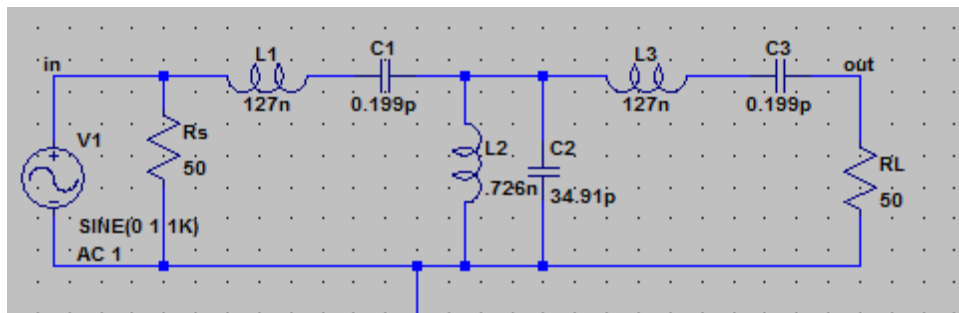 in
V1
SINE(0 1 1K)
AC 1
Rs
50
L1
127n
C1
0.199p
L2
.726n
C2
34.91p
L3
127n
C3
0.199p
out
RL
50